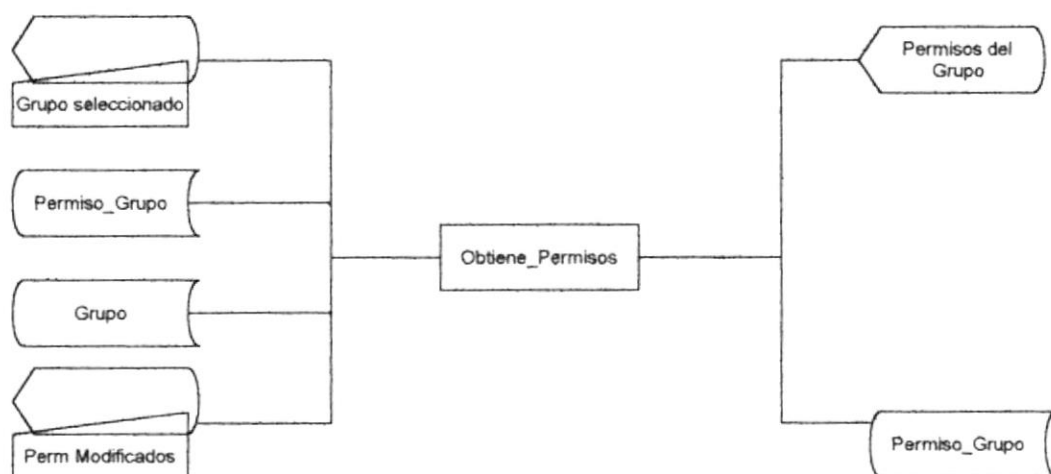 Grupo seleccionado
Permiso_Grupo
Grupo
Perm Modificados
Obtiene_Permisos
Permisos del
Grupo
Permiso_Grupo